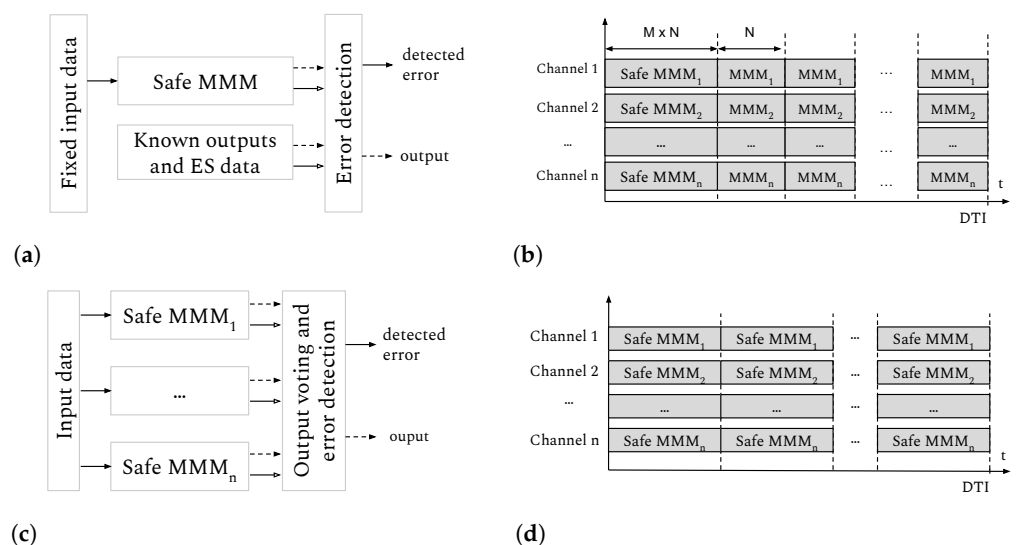 Fixed input data
Safe MMM
Known outputs
and ES data
Error detection
detected
error
output
(a)
M x N
N
Channel 1
Safe MMM1
MMM1
MMM1
...
MMM1
Channel 2
Safe MMM2
MMM2
MMM2
...
MMM2
...
...
...
...
...
...
Channel n
Safe MMMn
MMMn
MMMn
...
MMMn
t
DTI
(b)
Input data
Safe MMM1
...
Safe MMMn
Output voting and
error detection
detected
error
ouput
(c)
Channel 1
Safe MMM1
Safe MMM1
...
Safe MMM1
Channel 2
Safe MMM2
Safe MMM2
...
Safe MMM2
...
...
...
...
...
Channel n
Safe MMMn
Safe MMMn
...
Safe MMMn
t
DTI
(d)